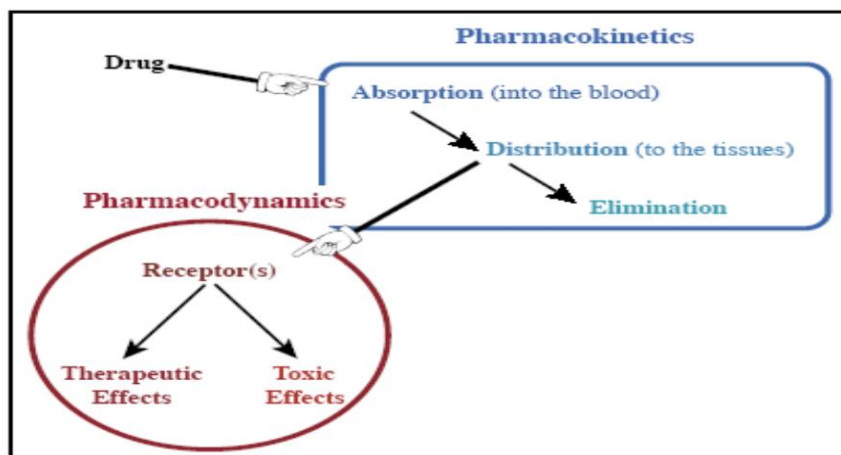 Pharmacokinetics
Drug
Absorption (into the blood)
Distribution (to the tissues)
Elimination
Pharmacodynamics
Receptor(s)
Therapeutic
Effects
Toxic
Effects